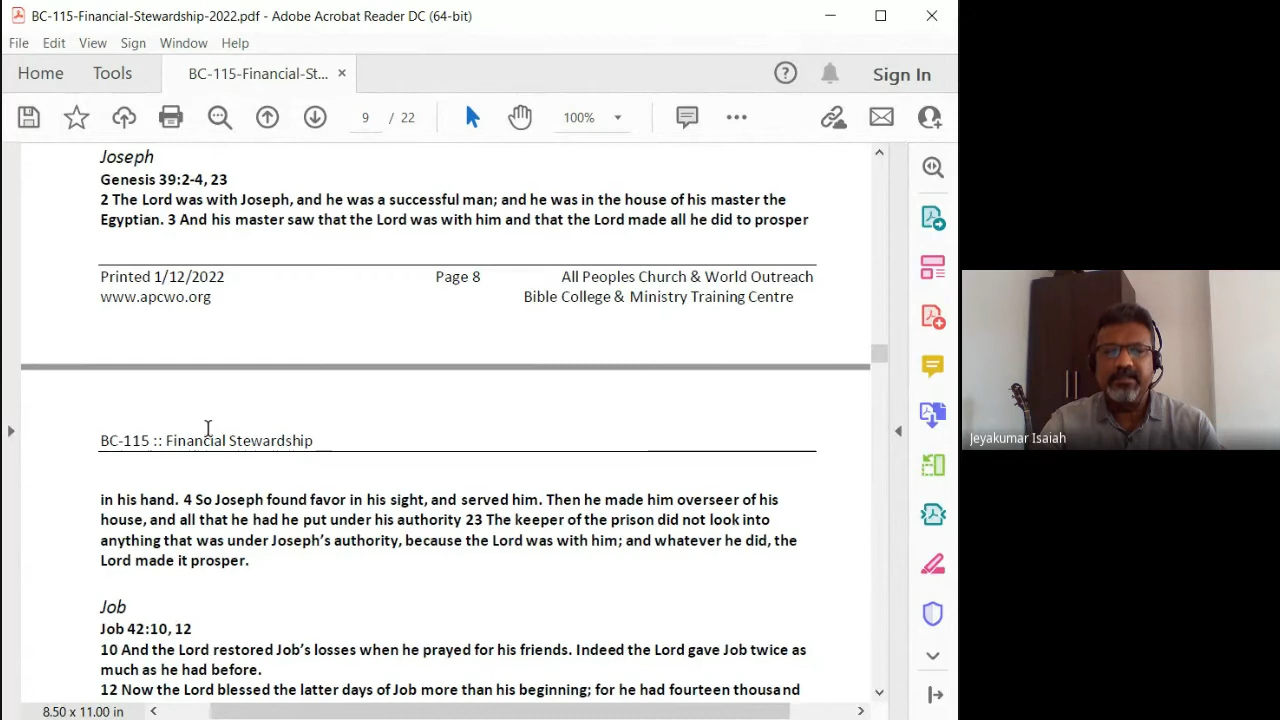 BC-115-Financial-Stewardship-2022.pdf - Adobe Acrobat Reader DC (64-bit)
File Edit View Sign Window Help
Home Tools BC-115-Financial-St... × Sign In
9 / 22 100%
Joseph
Genesis 39:2-4, 23
2 The Lord was with Joseph, and he was a successful man; and he was in the house of his master the
Egyptian. 3 And his master saw that the Lord was with him and that the Lord made all he did to prosper
Printed 1/12/2022 Page 8 All Peoples Church & World Outreach
www.apcwo.org Bible College & Ministry Training Centre
BC-115 :: Financial Stewardship
in his hand. 4 So Joseph found favor in his sight, and served him. Then he made him overseer of his
house, and all that he had he put under his authority 23 The keeper of the prison did not look into
anything that was under Joseph’s authority, because the Lord was with him; and whatever he did, the
Lord made it prosper.
Job
Job 42:10, 12
10 And the Lord restored Job’s losses when he prayed for his friends. Indeed the Lord gave Job twice as
much as he had before.
12 Now the Lord blessed the latter days of Job more than his beginning; for he had fourteen thousand
8.50 x 11.00 in
Jeyakumar Isaiah